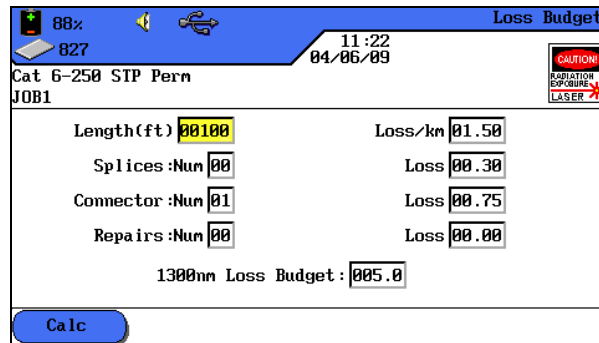 88% Loss Budget
827 11:22
04/06/09
CAUTION!
RADIATION
EXPOSURE
LASER
Cat 6-250 STP Perm
JOB1
Length(ft) 00100 Loss/km 01.50
Splices:Num 00 Loss 00.30
Connector:Num 01 Loss 00.75
Repairs:Num 00 Loss 00.00
1300nm Loss Budget: 005.0
Calc